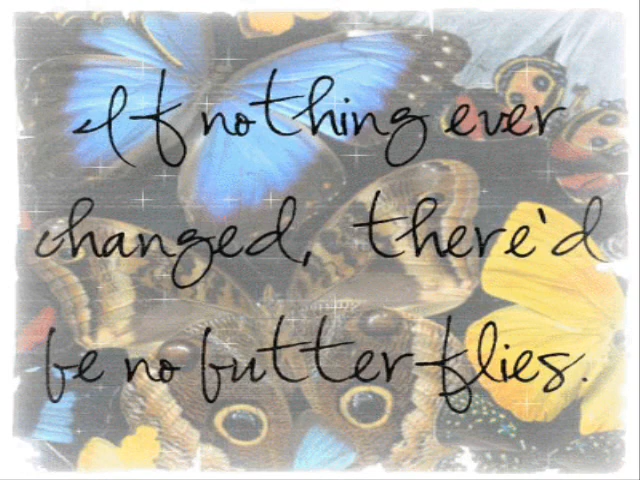 If nothing ever
changed, there'd
be no butterflies.